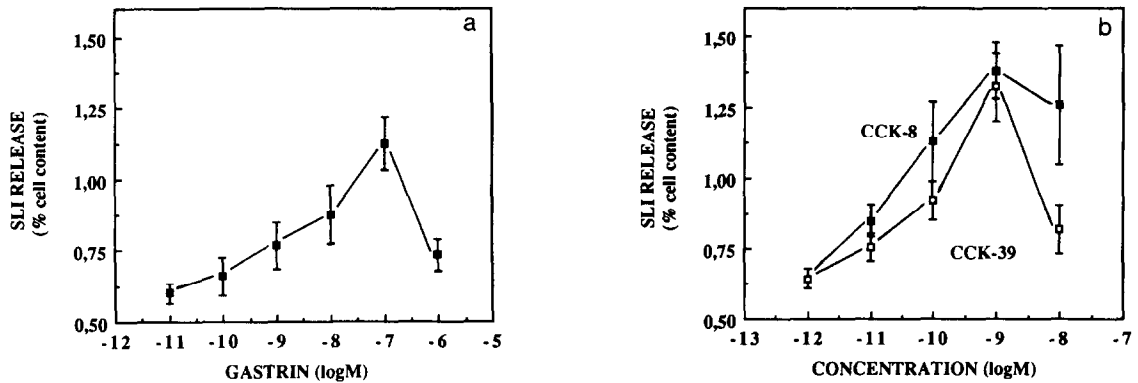 a
SLI RELEASE
(% cell content)
1,50
1,25
1,00
0,75
0,50
-12 -11 -10 -9 -8 -7 -6 -5
GASTRIN (logM)
b
SLI RELEASE
(% cell content)
1,50
1,25
1,00
0,75
0,50
CCK-8
CCK-39
-13 -12 -11 -10 -9 -8 -7
CONCENTRATION (logM)